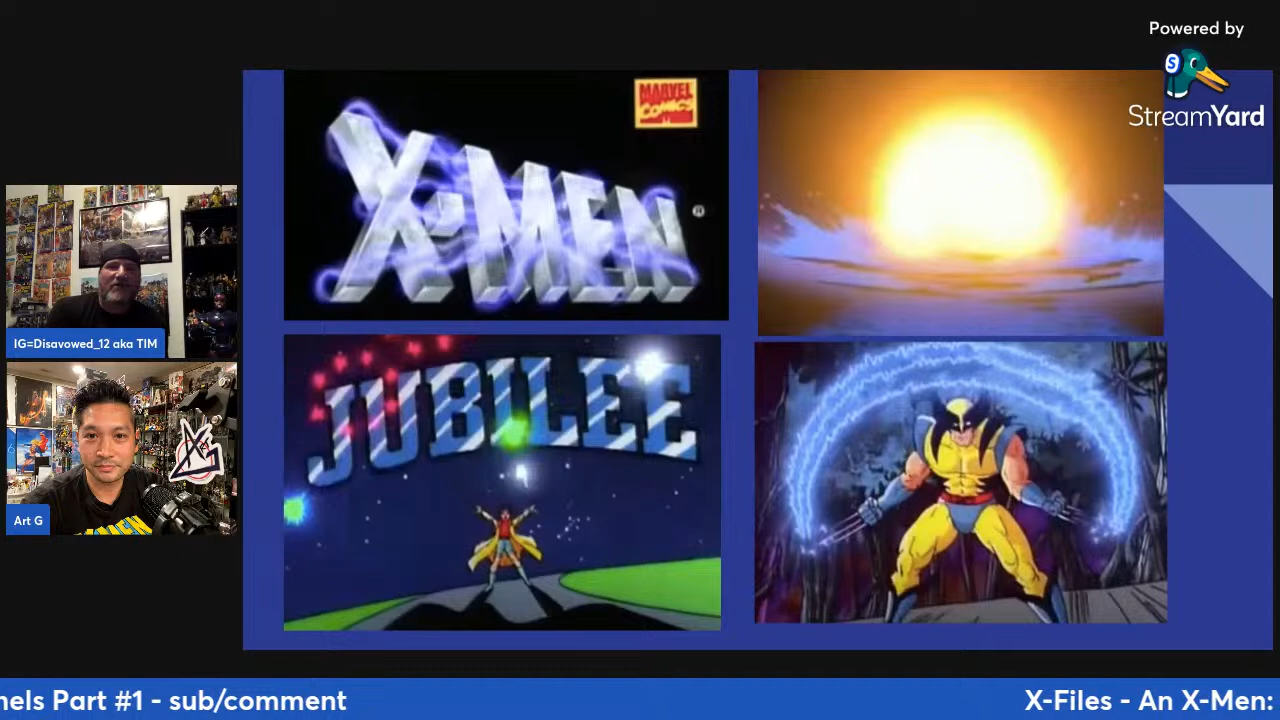 Powered by
StreamYard
MARVEL
COMICS
X-MEN
JUBILEE
IG=Disavowed_12 aka TIM
Art G
nels Part #1 - sub/comment
X-Files - An X-Men: